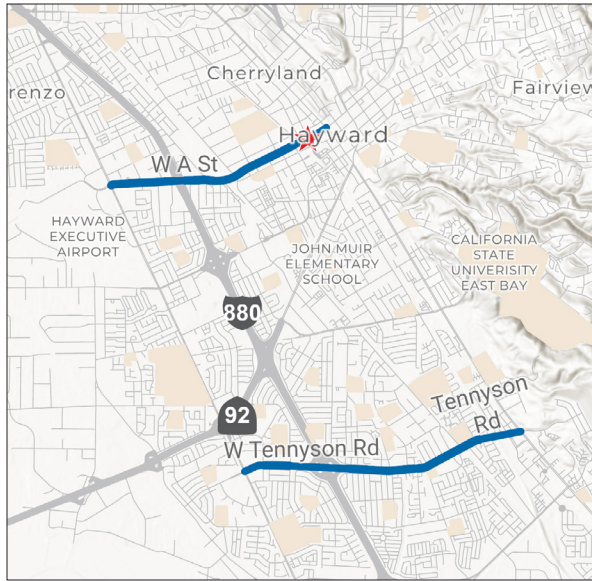 Cherryland
Fairview
renzo
Hayward
W A St
HAYWARD
EXECUTIVE
AIRPORT
JOHN MUIR
ELEMENTARY
SCHOOL
CALIFORNIA
STATE
UNIVERISITY
EAST BAY
880
92
Tennyson
Rd
W Tennyson Rd